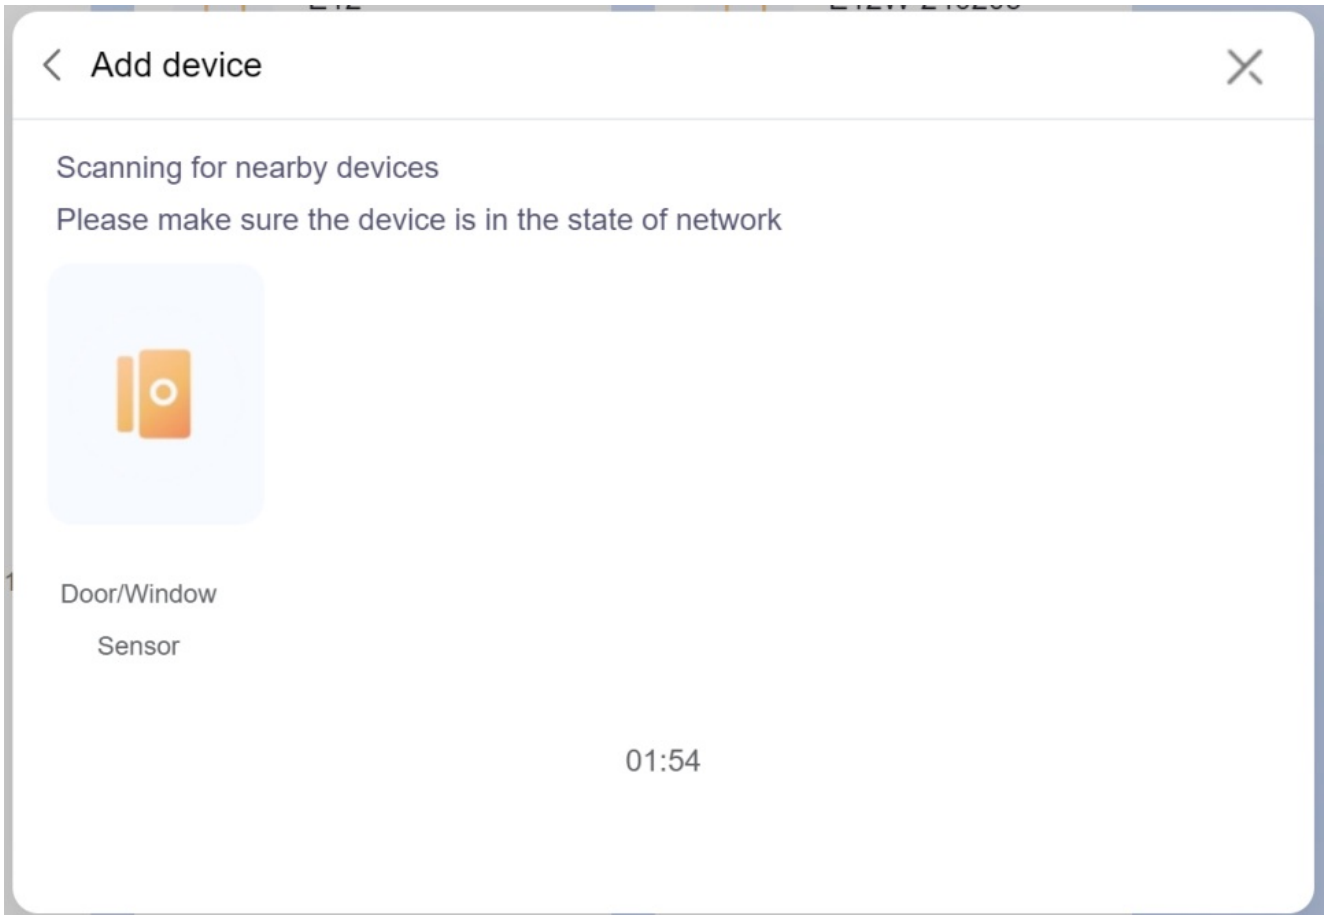 Add device
Scanning for nearby devices
Please make sure the device is in the state of network
Door/Window
Sensor
01:54